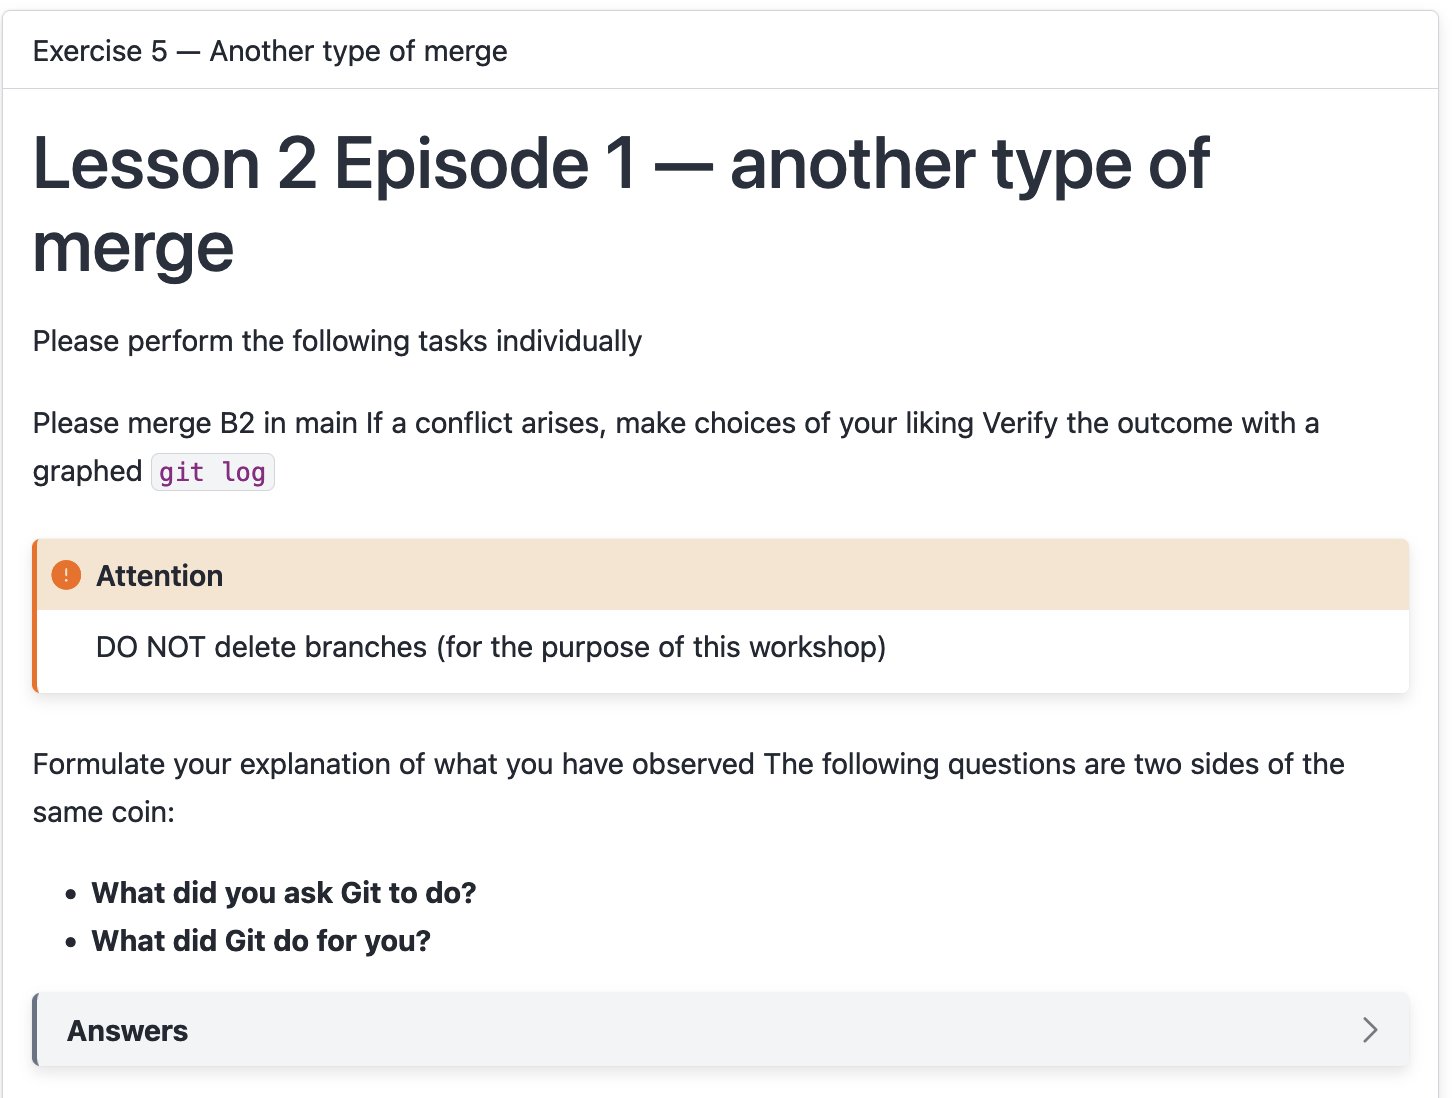 Exercise 5 — Another type of merge
Lesson 2 Episode 1 — another type of
merge
Please perform the following tasks individually
Please merge B2 in main If a conflict arises, make choices of your liking Verify the outcome with a
graphed git log
Attention
DO NOT delete branches (for the purpose of this workshop)
Formulate your explanation of what you have observed The following questions are two sides of the
same coin:
• What did you ask Git to do?
• What did Git do for you?
Answers